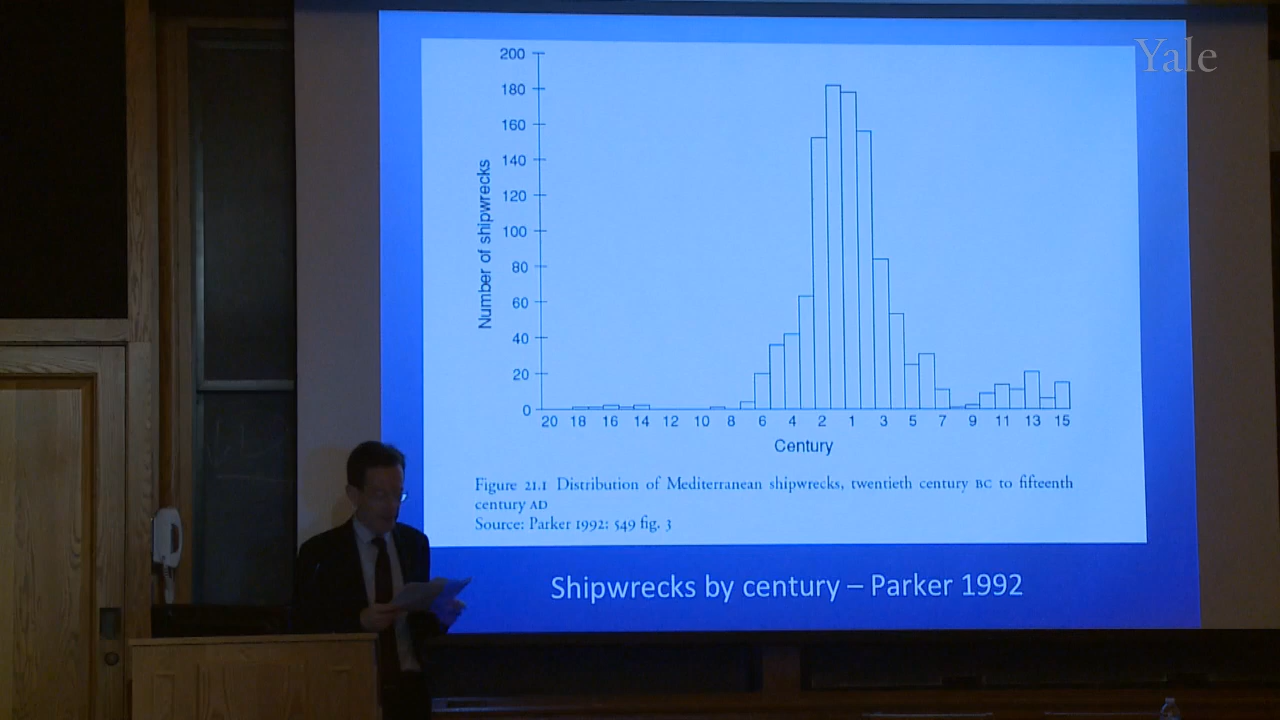 Yale
200
180
160
140
120
100
80
60
40
20
0
Number of shipwrecks
20 18 16 14 12 10 8 6 4 2 1 3 5 7 9 11 13 15
Century
Figure 21.1 Distribution of Mediterranean shipwrecks, twentieth century BC to fifteenth
century AD
Source: Parker 1992: 549 fig. 3
Shipwrecks by century – Parker 1992